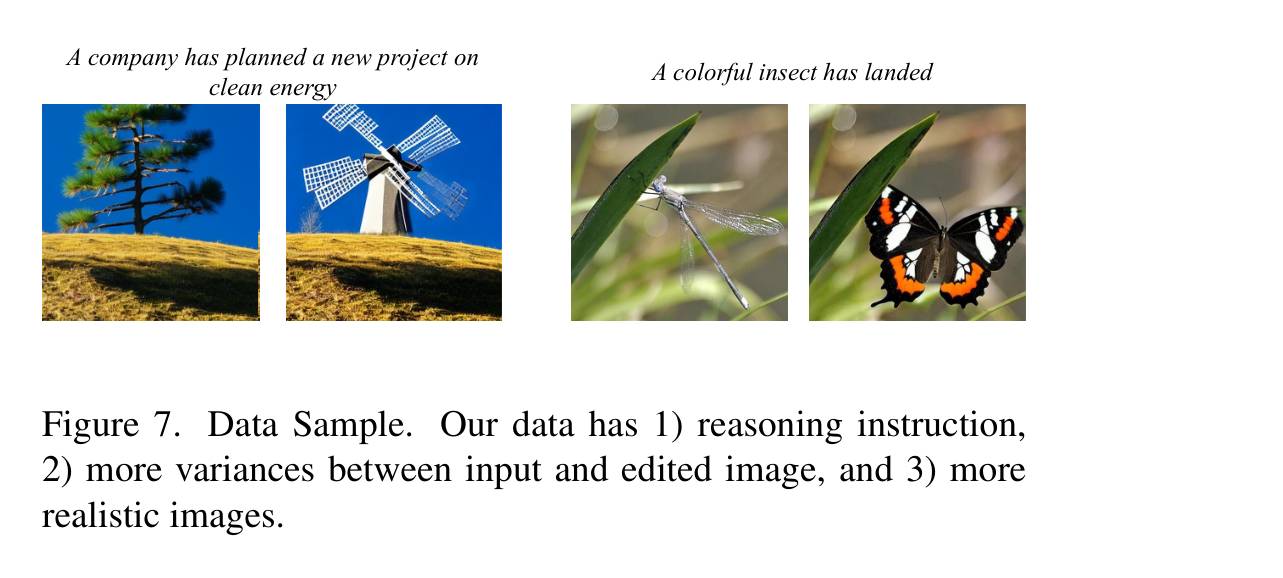 A company has planned a new project on
clean energy
A colorful insect has landed
Figure 7. Data Sample. Our data has 1) reasoning instruction,
2) more variances between input and edited image, and 3) more
realistic images.